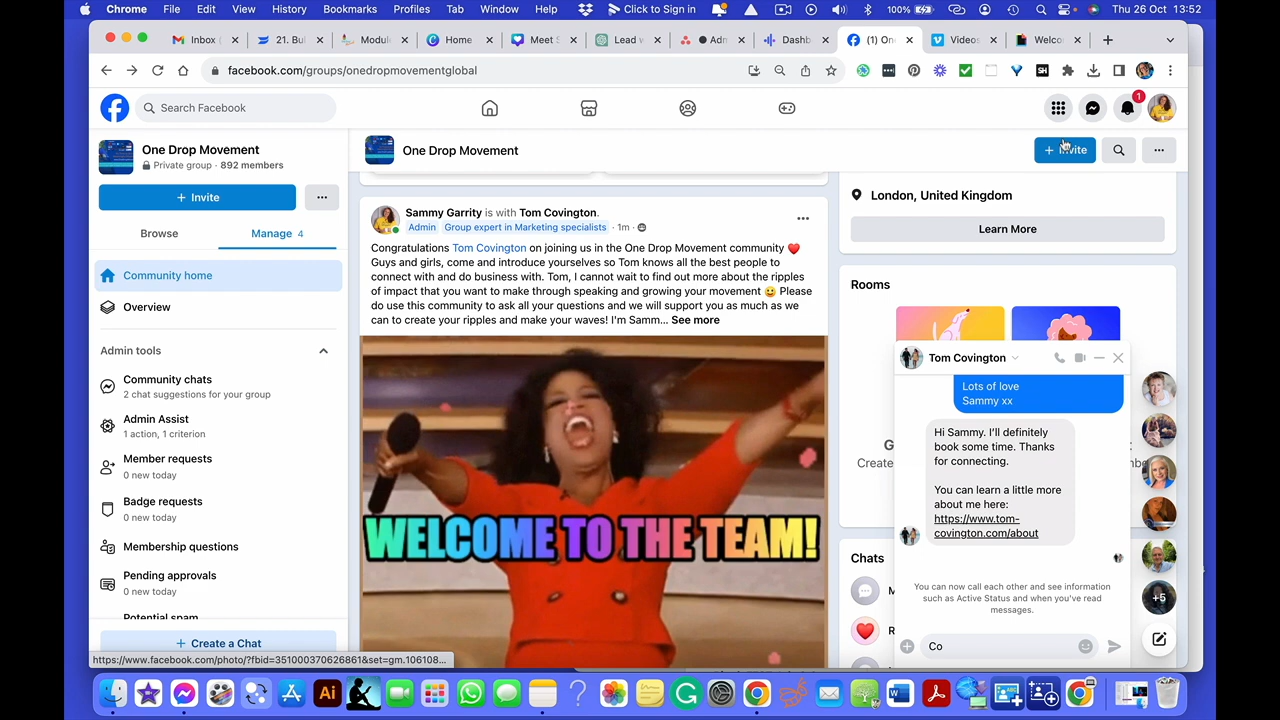 Chrome File Edit View History Bookmarks Profiles Tab Window Help Click to Sign in 100% Thu 26 Oct 13:52
Inbox ( 21. Bu Modul Home Meet S Lead v Adm Dashb (1) On Videos Welco
facebook.com/groups/onedropmovementglobal
Search Facebook
1
One Drop Movement
Private group · 892 members
+ Invite
Browse
Manage 4
Community home
Overview
Admin tools
Community chats
2 chat suggestions for your group
Admin Assist
1 action, 1 criterion
Member requests
0 new today
Badge requests
0 new today
Membership questions
Pending approvals
0 new today
Potential spam
+ Create a Chat
https://www.facebook.com/photo/?fbid=351000370626861&set=gm.106108...
One Drop Movement
+ Invite
Sammy Garrity is with Tom Covington.
Admin Group expert in Marketing specialists · 1m ·
Congratulations Tom Covington on joining us in the One Drop Movement community
Guys and girls, come and introduce yourselves so Tom knows all the best people to
connect with and do business with. Tom, I cannot wait to find out more about the ripples
of impact that you want to make through speaking and growing your movement 😀 Please
do use this community to ask all your questions and we will support you as much as we
can to create your ripples and make your waves! I'm Samm... See more
WELCOME TO THE TEAM!
London, United Kingdom
Learn More
Rooms
G
Create
mbe
Chats
M
R
Tom Covington
Lots of love
Sammy xx
Hi Sammy. I'll definitely
book some time. Thanks
for connecting.
You can learn a little more
about me here:
https://www.tom-
covington.com/about
You can now call each other and see information
such as Active Status and when you've read
messages.
Co
+5